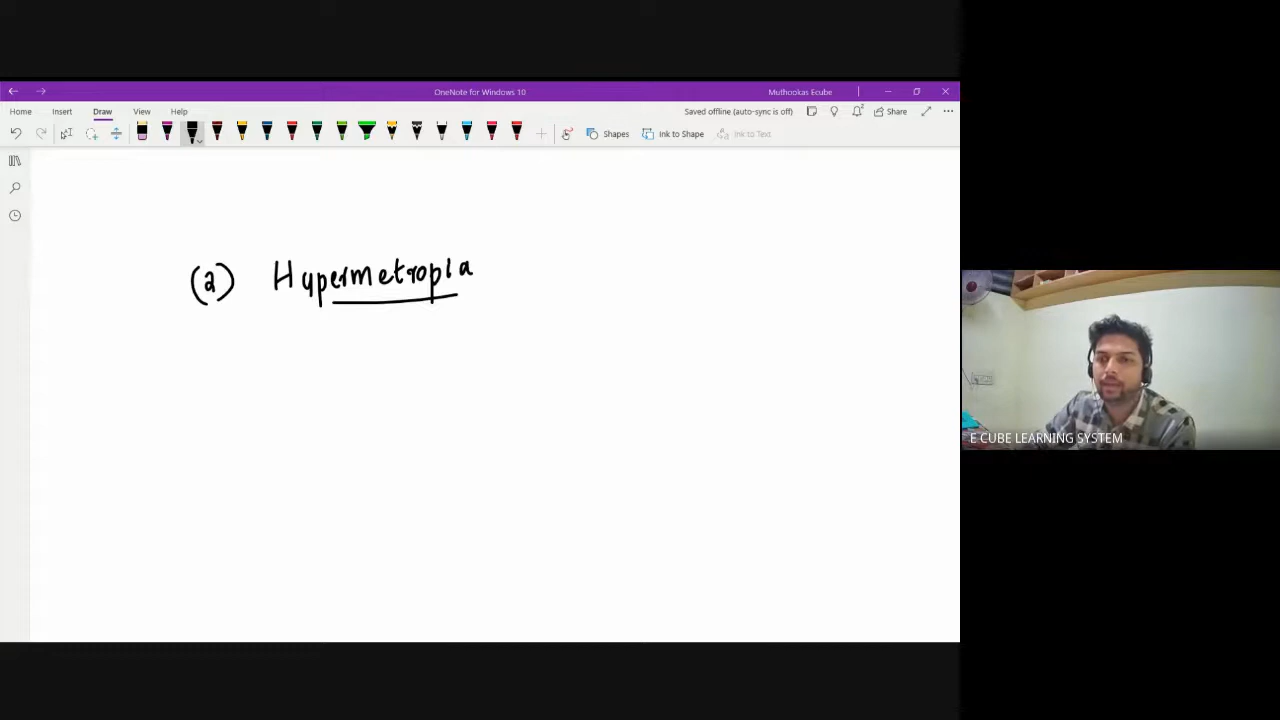 OneNote for Windows 10
Muthookas Ecube
Home Insert Draw View Help
Saved offline (auto-sync is off)
Share
Shapes
Ink to Shape
Ink to Text
(2) Hypermetropia
E CUBE LEARNING SYSTEM